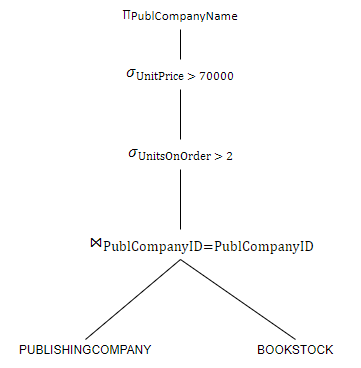 ΠPublCompanyName
σUnitPrice > 70000
σUnitsOnOrder > 2
⋈PublCompanyID=PublCompanyID
PUBLISHINGCOMPANY
BOOKSTOCK